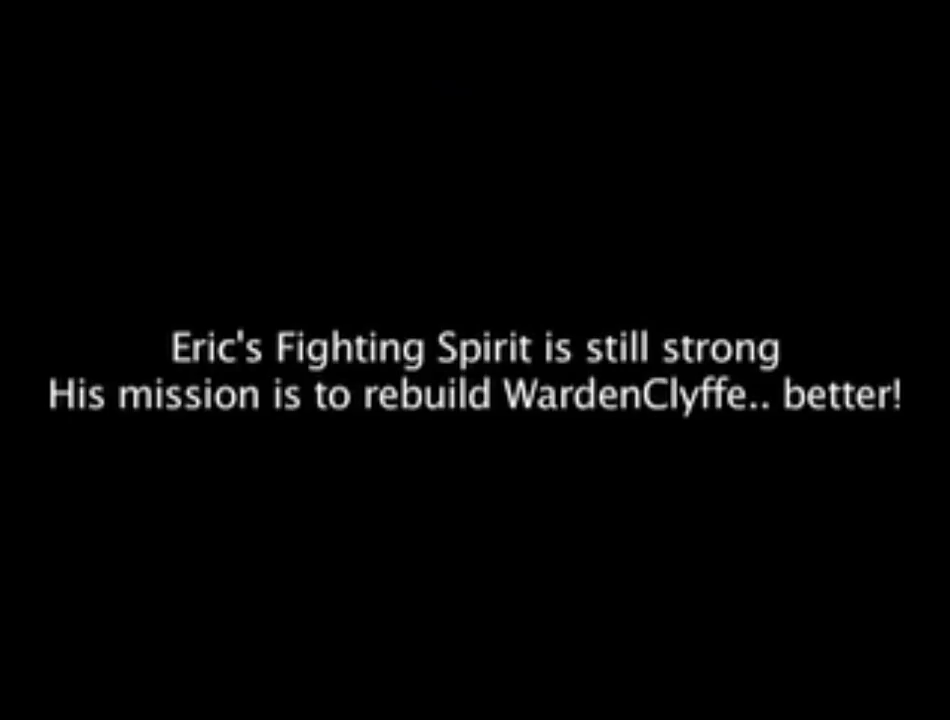 Eric's Fighting Spirit is still strong
His mission is to rebuild WardenClyffe.. better!